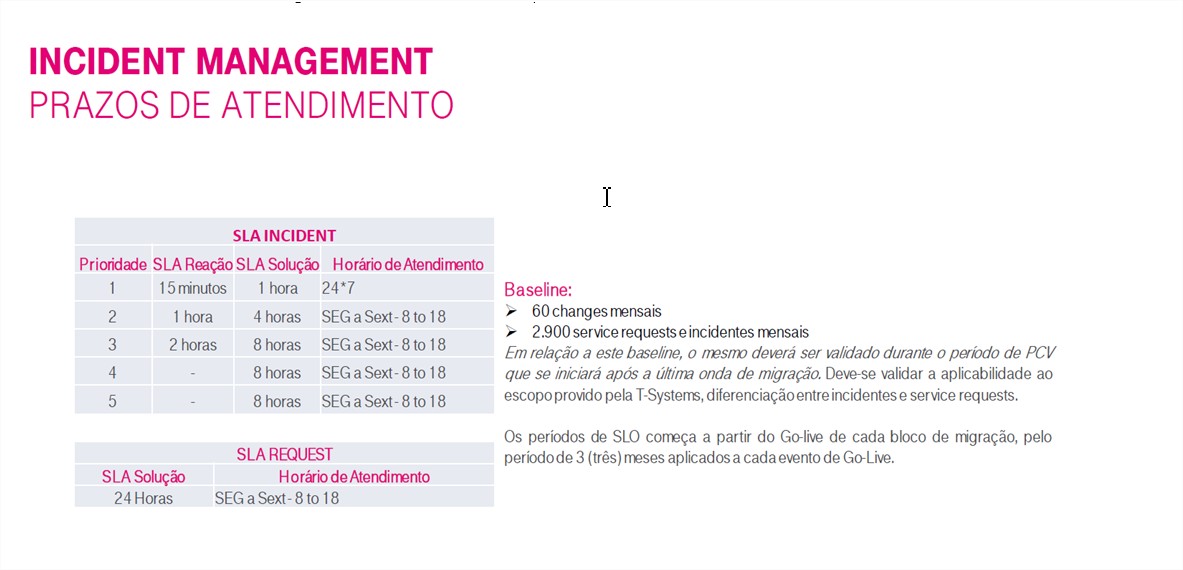 INCIDENT MANAGEMENT
PRAZOS DE ATENDIMENTO
SLA INCIDENT
Prioridade SLA Reação SLA Solução Horário de Atendimento
1 15 minutos 1 hora 24*7
2 1 hora 4 horas SEG a Sext- 8 to 18
3 2 horas 8 horas SEG a Sext- 8 to 18
4 - 8 horas SEG a Sext- 8 to 18
5 - 8 horas SEG a Sext- 8 to 18
SLA REQUEST
SLA Solução Horário de Atendimento
24 Horas SEG a Sext- 8 to 18
Baseline:
➢ 60 changes mensais
➢ 2.900 service requests e incidentes mensais
Em relação a este baseline, o mesmo deverá ser validado durante o período de PCV
que se iniciará após a última onda de migração. Deve-se validar a aplicabilidade ao
escopo provido pela T-Systems, diferenciação entre incidentes e service requests.
Os períodos de SLO começa a partir do Go-live de cada bloco de migração, pelo
período de 3 (três) meses aplicados a cada evento de Go-Live.